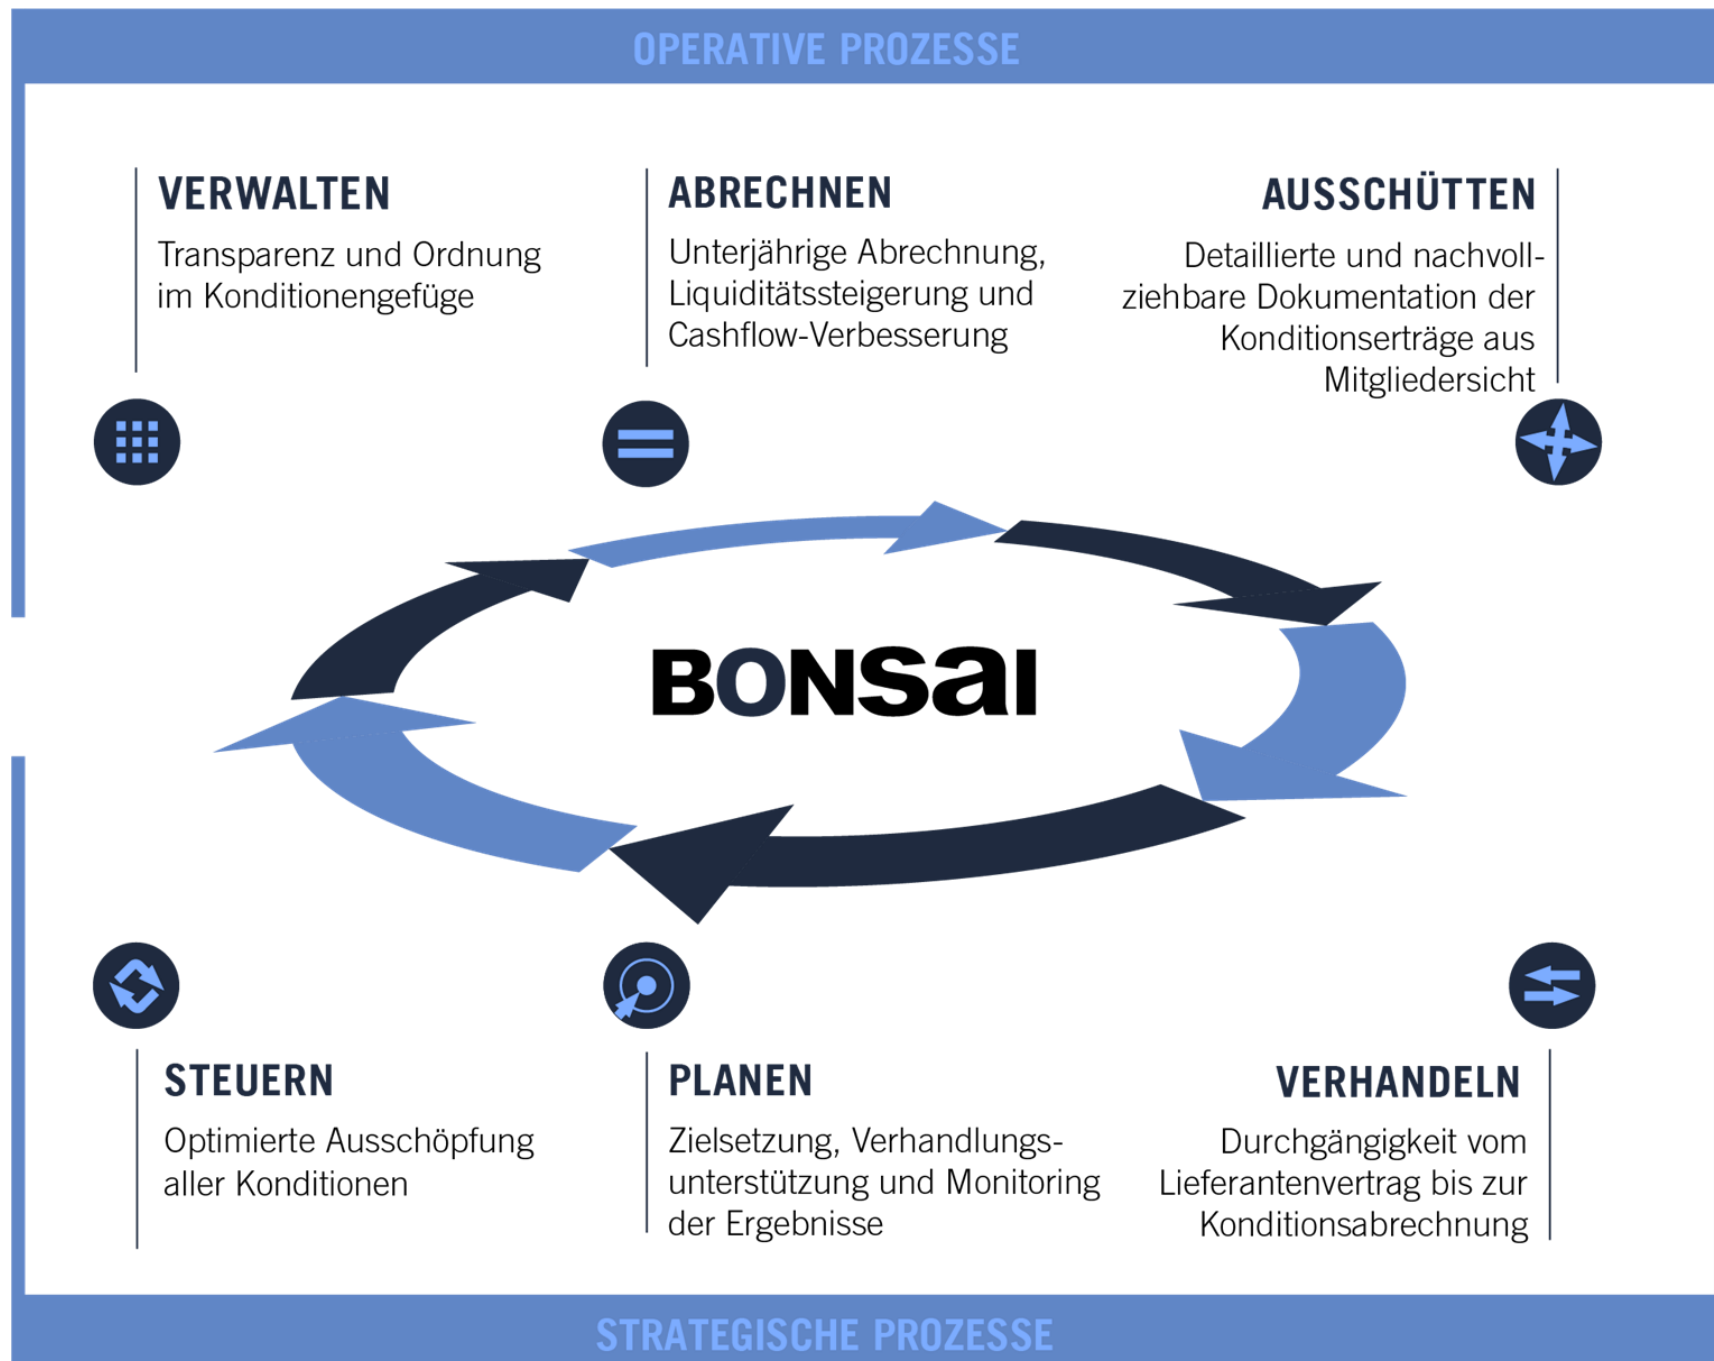 OPERATIVE PROZESSE
VERWALTEN
Transparenz und Ordnung
im Konditionengefüge
ABRECHNEN
Unterjährige Abrechnung,
Liquiditätssteigerung und
Cashflow-Verbesserung
AUSSCHÜTTEN
Detaillierte und nachvoll-
ziehbare Dokumentation der
Konditionserträge aus
Mitgliedersicht
BONSaI
STEUERN
Optimierte Ausschöpfung
aller Konditionen
PLANEN
Zielsetzung, Verhandlungs-
unterstützung und Monitoring
der Ergebnisse
VERHANDELN
Durchgängigkeit vom
Lieferantenvertrag bis zur
Konditionsabrechnung
STRATEGISCHE PROZESSE